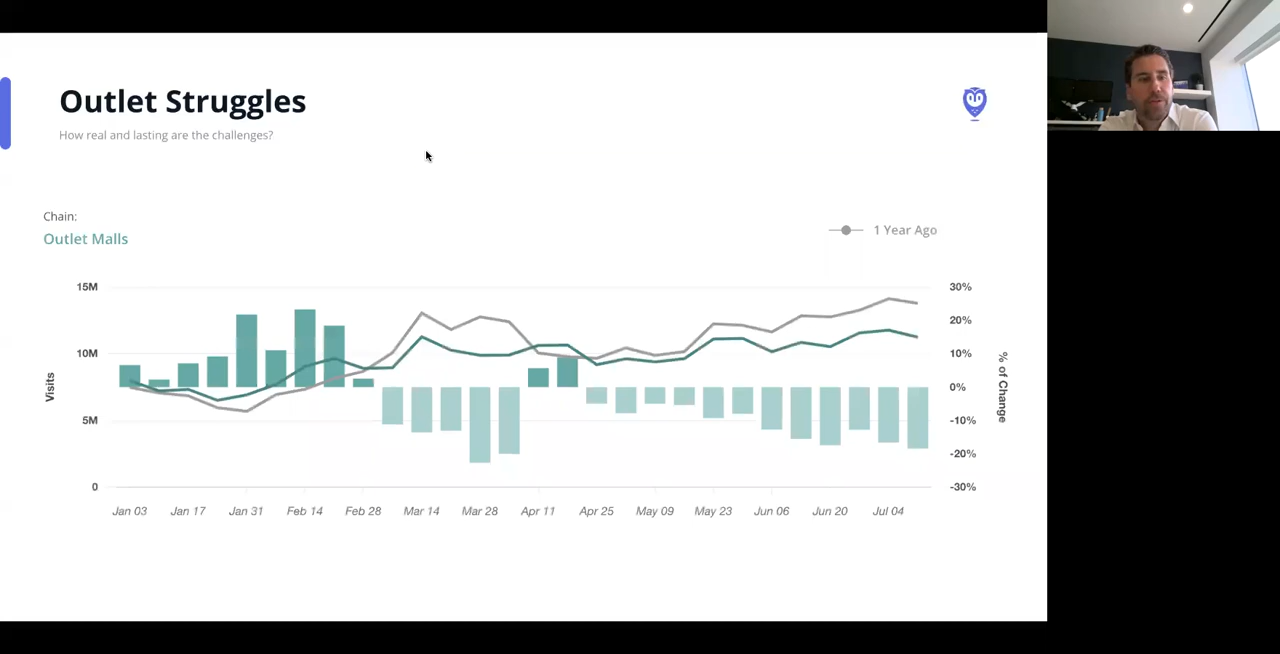 Outlet Struggles
How real and lasting are the challenges?
Chain:
Outlet Malls
1 Year Ago
15M
10M
5M
0
Visits
30%
20%
10%
0%
-10%
-20%
-30%
% of Change
Jan 03 Jan 17 Jan 31 Feb 14 Feb 28 Mar 14 Mar 28 Apr 11 Apr 25 May 09 May 23 Jun 06 Jun 20 Jul 04